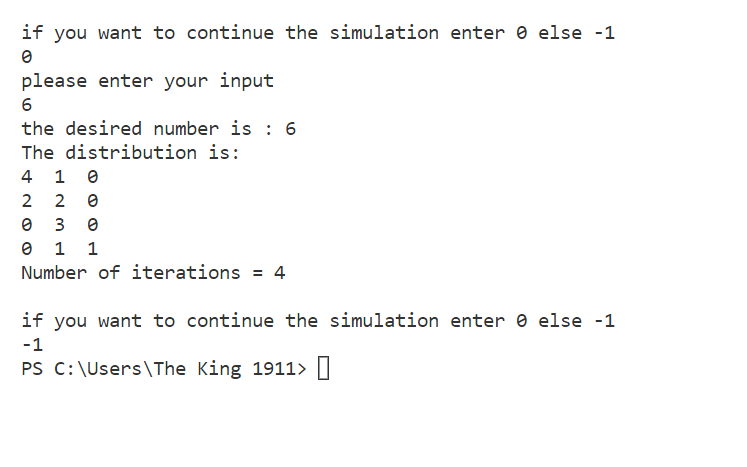 if you want to continue the simulation enter 0 else -1
0
please enter your input
6
the desired number is : 6
The distribution is:
4 1 0
2 2 0
0 3 0
0 1 1
Number of iterations = 4
if you want to continue the simulation enter 0 else -1
-1
PS C:\Users\The King 1911>